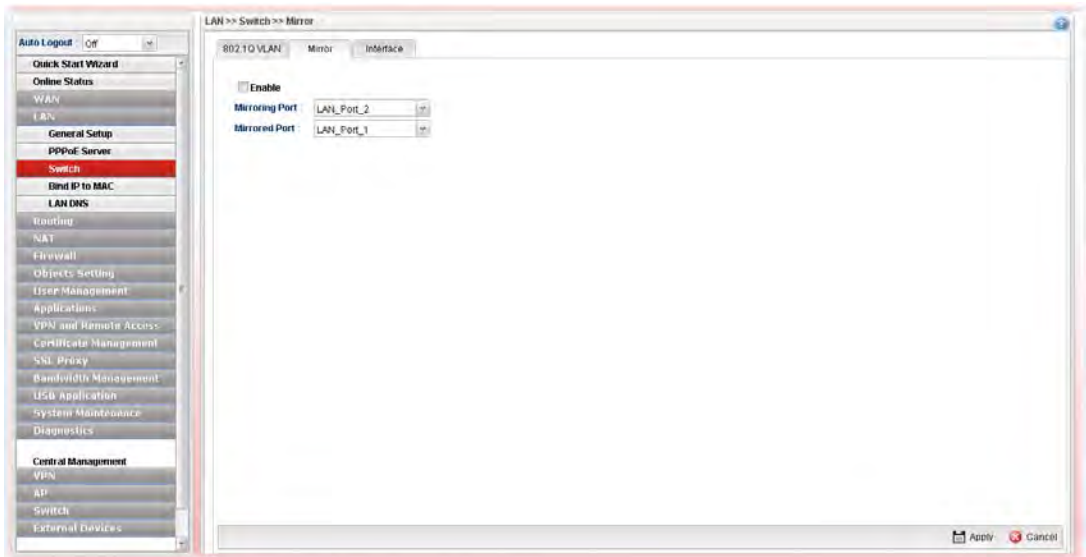 LAN >> Switch >> Mirror
Auto Logout : Off
802.1Q VLAN Mirror Interface
Quick Start Wizard
Online Status
WAN
LAN
General Setup
PPPoE Server
Switch
Bind IP to MAC
LAN DNS
Routing
NAT
Firewall
Objects Setting
User Management
Applications
VPN and Remote Access
Certificate Management
SSL Proxy
Bandwidth Management
USB Application
System Maintenance
Diagnostics
Central Management
VPN
AP
Switch
External Devices
Enable
Mirroring Port : LAN_Port_2
Mirrored Port : LAN_Port_1
Apply Cancel